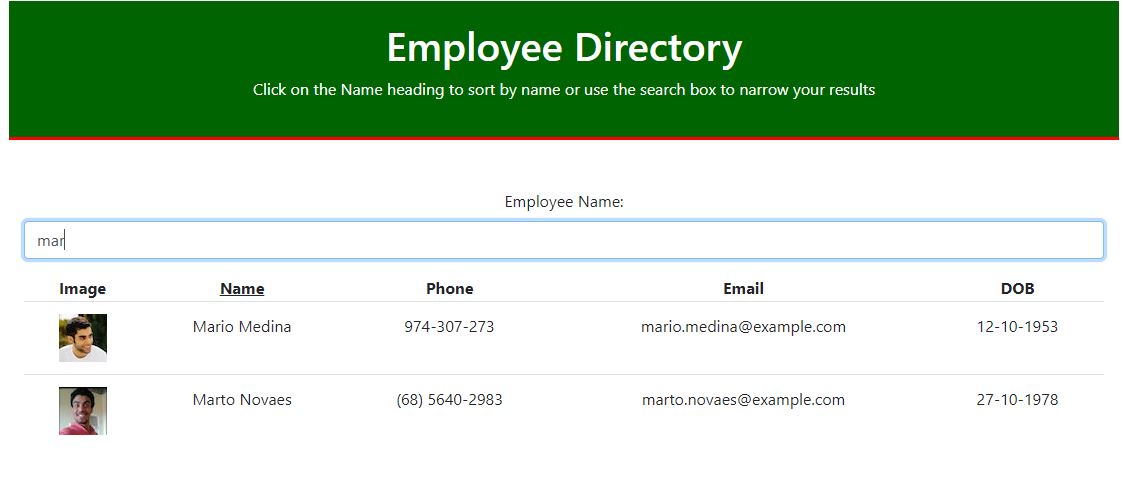 Employee Directory
Click on the Name heading to sort by name or use the search box to narrow your results
Employee Name:
mar
Image Name Phone Email DOB
Mario Medina 974-307-273 mario.medina@example.com 12-10-1953
Marto Novaes (68) 5640-2983 marto.novaes@example.com 27-10-1978